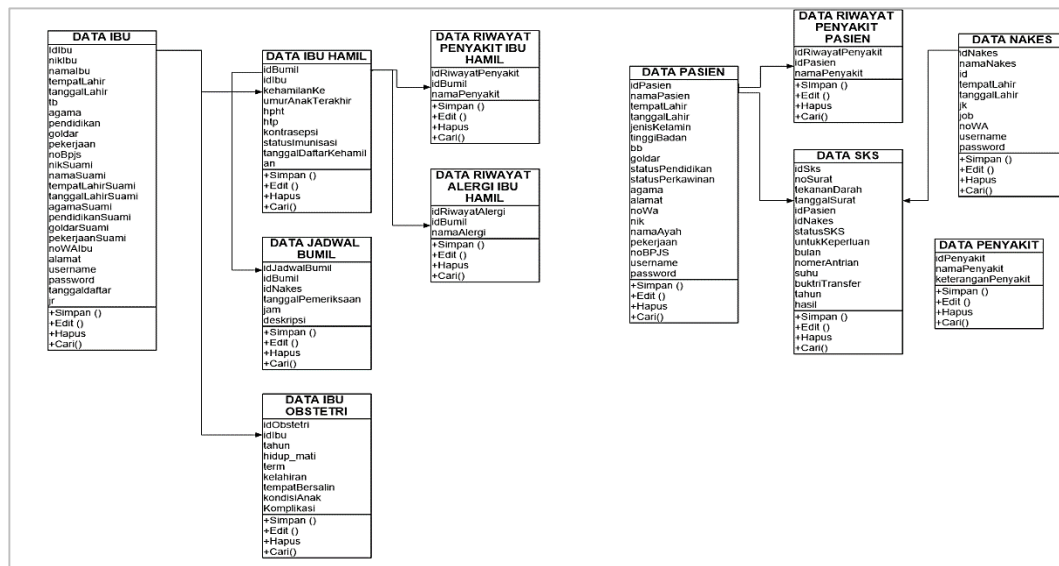 DATA IBU
IdIbu
nikIbu
namaIbu
tempatLahir
tanggalLahir
tb
agama
pendidikan
goldar
pekerjaan
noBpjs
nikSuami
namaSuami
tempatLahirSuami
tanggalLahirSuami
agamaSuami
pendidikanSuami
goldarSuami
pekerjaanSuami
noWAIbu
alamat
username
password
tanggaldaftar
jr
+Simpan ()
+Edit ()
+Hapus
+Cari()
DATA IBU HAMIL
idBumil
idIbu
kehamilanKe
umurAnakTerakhir
hpht
htp
kontrasepsi
statusImunisasi
tanggalDaftarKehamil
an
+Simpan ()
+Edit ()
+Hapus
+Cari()
DATA JADWAL
BUMIL
idJadwalBumil
idBumil
idNakes
tanggalPemeriksaan
jam
deskripsi
+Simpan ()
+Edit ()
+Hapus
+Cari()
DATA IBU
OBSTETRI
idObstetri
idIbu
tahun
hidup_mati
term
kelahiran
tempatBersalin
kondisiAnak
Komplikasi
+Simpan ()
+Edit ()
+Hapus
+Cari()
DATA RIWAYAT
PENYAKIT IBU
HAMIL
idRiwayatPenyakit
idBumil
namaPenyakit
+Simpan ()
+Edit ()
+Hapus
+Cari()
DATA RIWAYAT
ALERGI IBU
HAMIL
idRiwayatAlergi
idBumil
namaAlergi
+Simpan ()
+Edit ()
+Hapus
+Cari()
DATA PASIEN
idPasien
namaPasien
tempatLahir
tanggalLahir
jenisKelamin
tinggiBadan
bb
goldar
statusPendidikan
statusPerkawinan
agama
alamat
noWa
nik
namaAyah
pekerjaan
noBPJS
username
password
+Simpan ()
+Edit ()
+Hapus
+Cari()
DATA RIWAYAT
PENYAKIT
PASIEN
idRiwayatPenyakit
idPasien
namaPenyakit
+Simpan ()
+Edit ()
+Hapus
+Cari()
DATA SKS
idSks
noSurat
tekananDarah
tanggalSurat
idPasien
idNakes
statusSKS
untukKeperluan
bulan
nomerAntrian
suhu
buktriTransfer
tahun
hasil
+Simpan ()
+Edit ()
+Hapus
+Cari()
DATA NAKES
idNakes
namaNakes
id
tempatLahir
tanggalLahir
jk
job
noWA
username
password
+Simpan ()
+Edit ()
+Hapus
+Cari()
DATA PENYAKIT
idPenyakit
namaPenyakit
keteranganPenyakit
+Simpan ()
+Edit ()
+Hapus
+Cari()